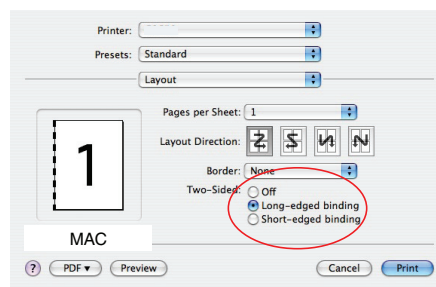 Printer:
Presets: Standard
Layout
Pages per Sheet: 1
Layout Direction:
Border: None
Two-Sided: Off
Long-edged binding
Short-edged binding
1
MAC
? PDF▼ Preview Cancel Print